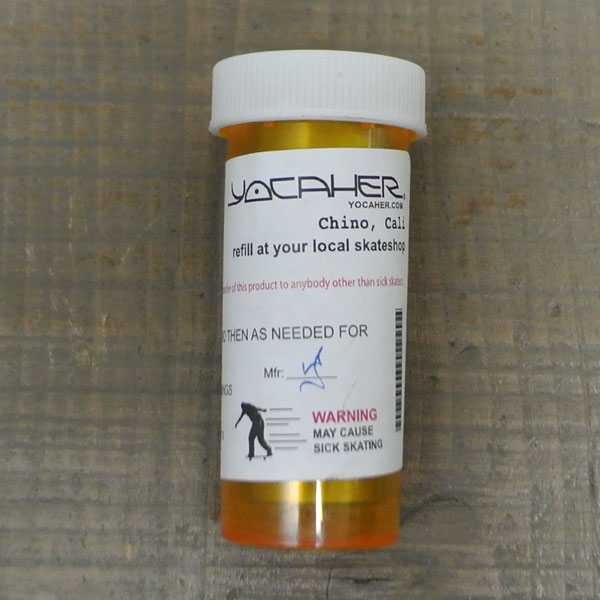 YOCAHER
YOCAHER.COM
Chino, Cali
refill at your local skateshop
of this product to anybody other than sick skaters
THEN AS NEEDED FOR
Mfr:
WARNING
MAY CAUSE
SICK SKATING